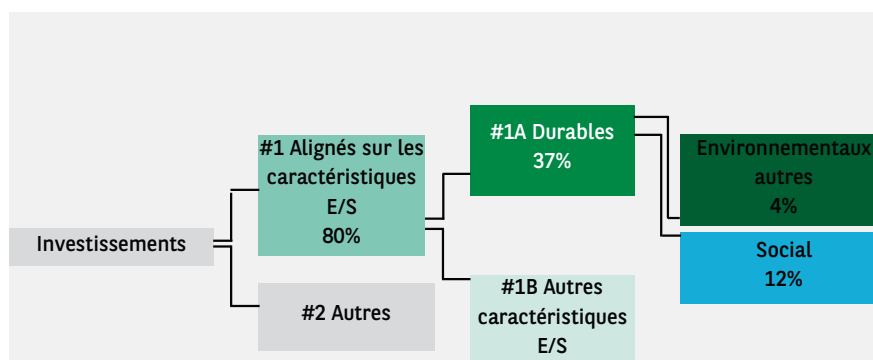 Investissements
#1 Alignés sur les
caractéristiques
E/S
80%
#2 Autres
#1A Durables
37%
#1B Autres
caractéristiques
E/S
Environnementaux
autres
4%
Social
12%